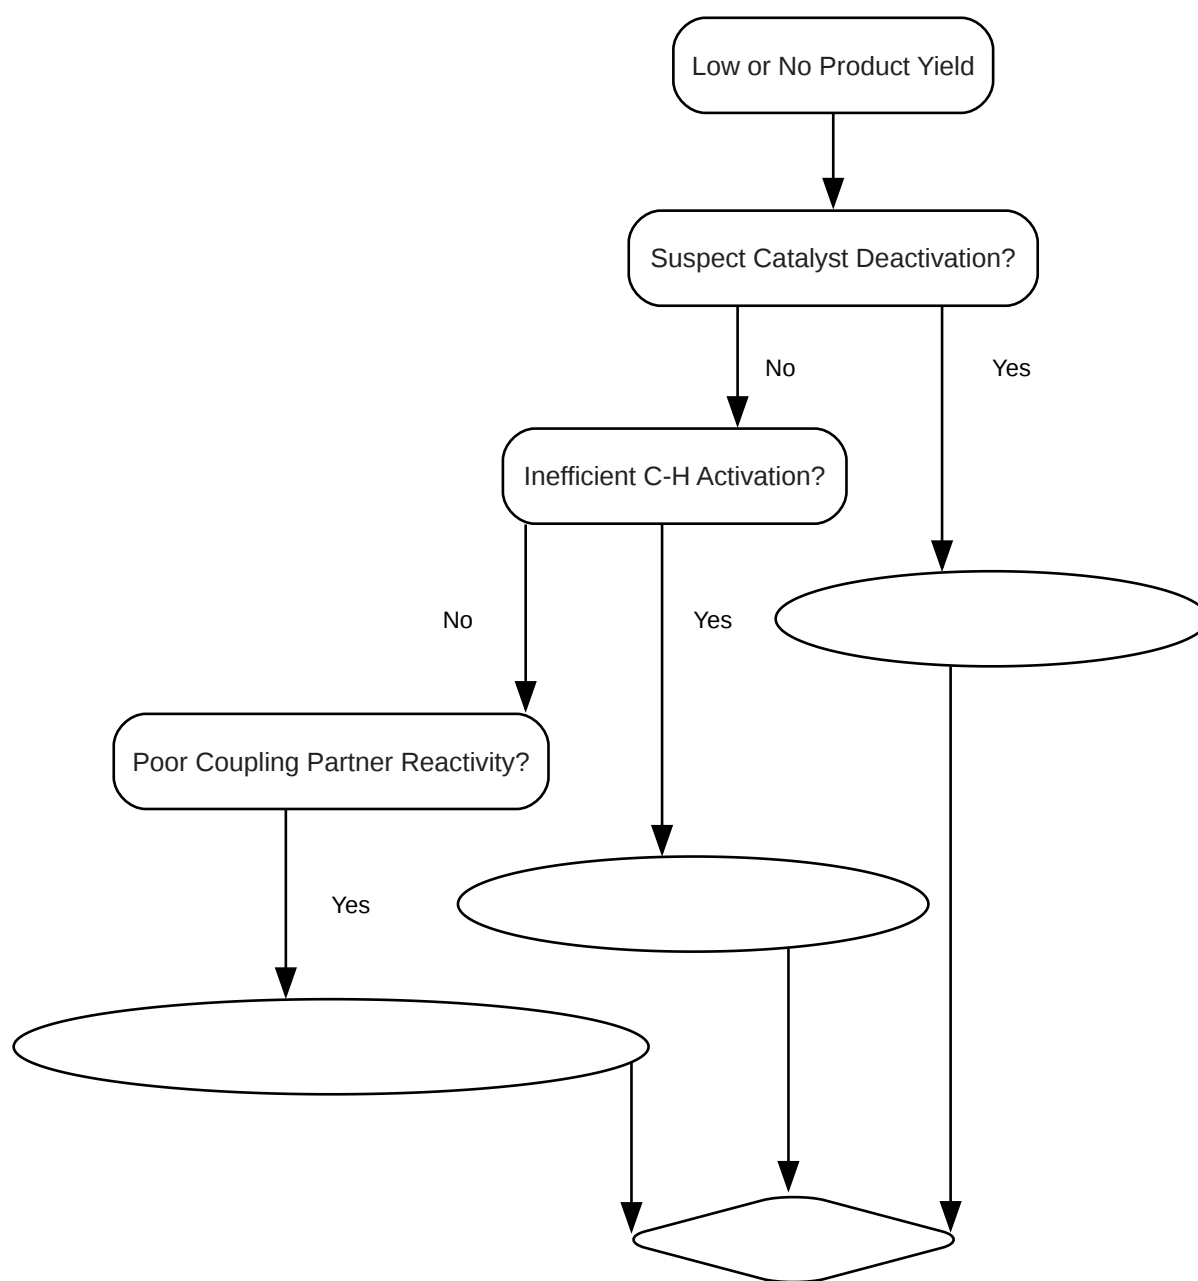 Low or No Product Yield
Suspect Catalyst Deactivation?
No
Yes
Inefficient C-H Activation?
No
Yes
Poor Coupling Partner Reactivity?
Yes